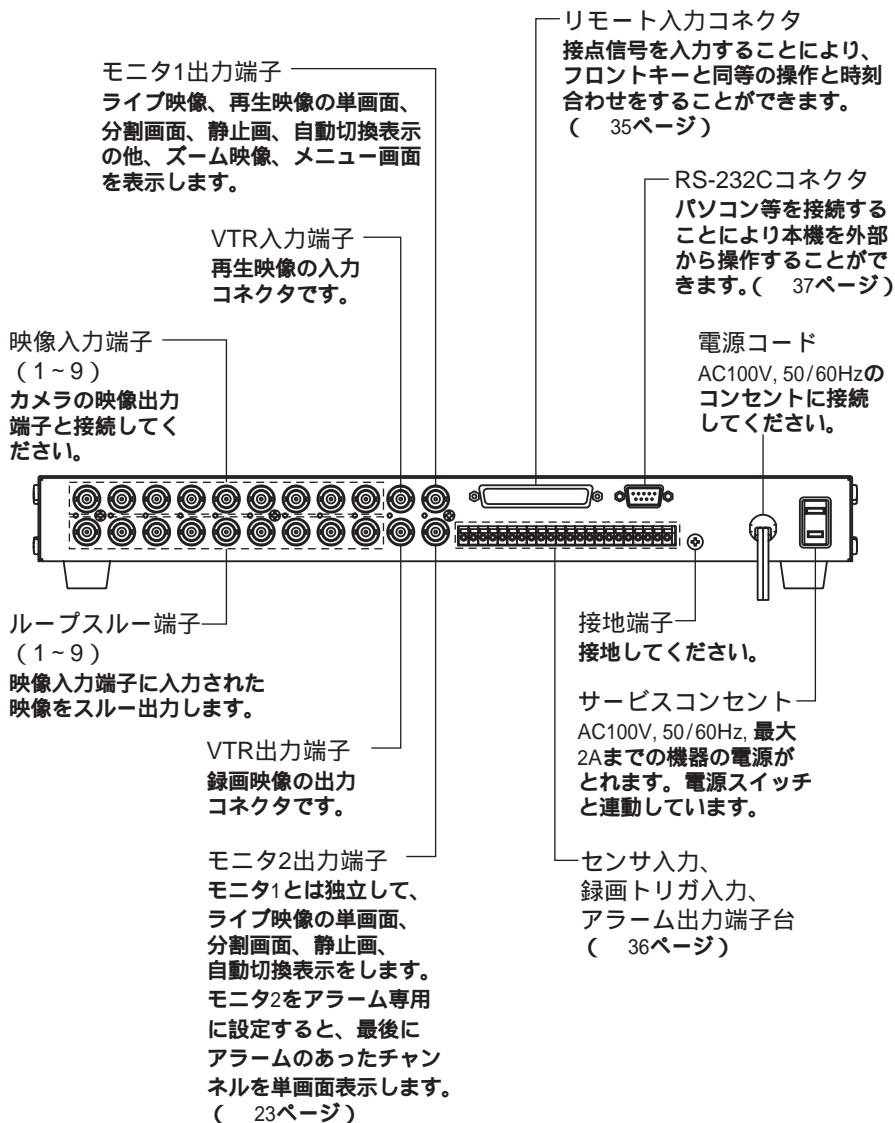 リモート入力コネクタ
接点信号を入力することにより、
フロントキーと同等の操作と時刻
合わせをすることができます。
(　35ページ)
モニタ1出力端子
ライブ映像、再生映像の単画面、
分割画面、静止画、自動切換表示
の他、ズーム映像、メニュー画面
を表示します。
RS-232Cコネクタ
パソコン等を接続する
ことにより本機を外部
から操作することがで
きます。(　37ページ)
VTR入力端子
再生映像の入力
コネクタです。
映像入力端子
(1~9)
カメラの映像出力
端子と接続してく
ださい。
電源コード
AC100V, 50/60Hzの
コンセントに接続
してください。
ループスルー端子
(1~9)
映像入力端子に入力された
映像をスルー出力します。
接地端子
接地してください。
サービスコンセント
AC100V, 50/60Hz, 最大
2Aまでの機器の電源が
とれます。電源スイッチ
と連動しています。
VTR出力端子
録画映像の出力
コネクタです。
モニタ2出力端子
モニタ1とは独立して、
ライブ映像の単画面、
分割画面、静止画、
自動切換表示をします。
モニタ2をアラーム専用
に設定すると、最後に
アラームのあったチャン
ネルを単画面表示します。
(　23ページ)
センサ入力、
録画トリガ入力、
アラーム出力端子台
(　36ページ)